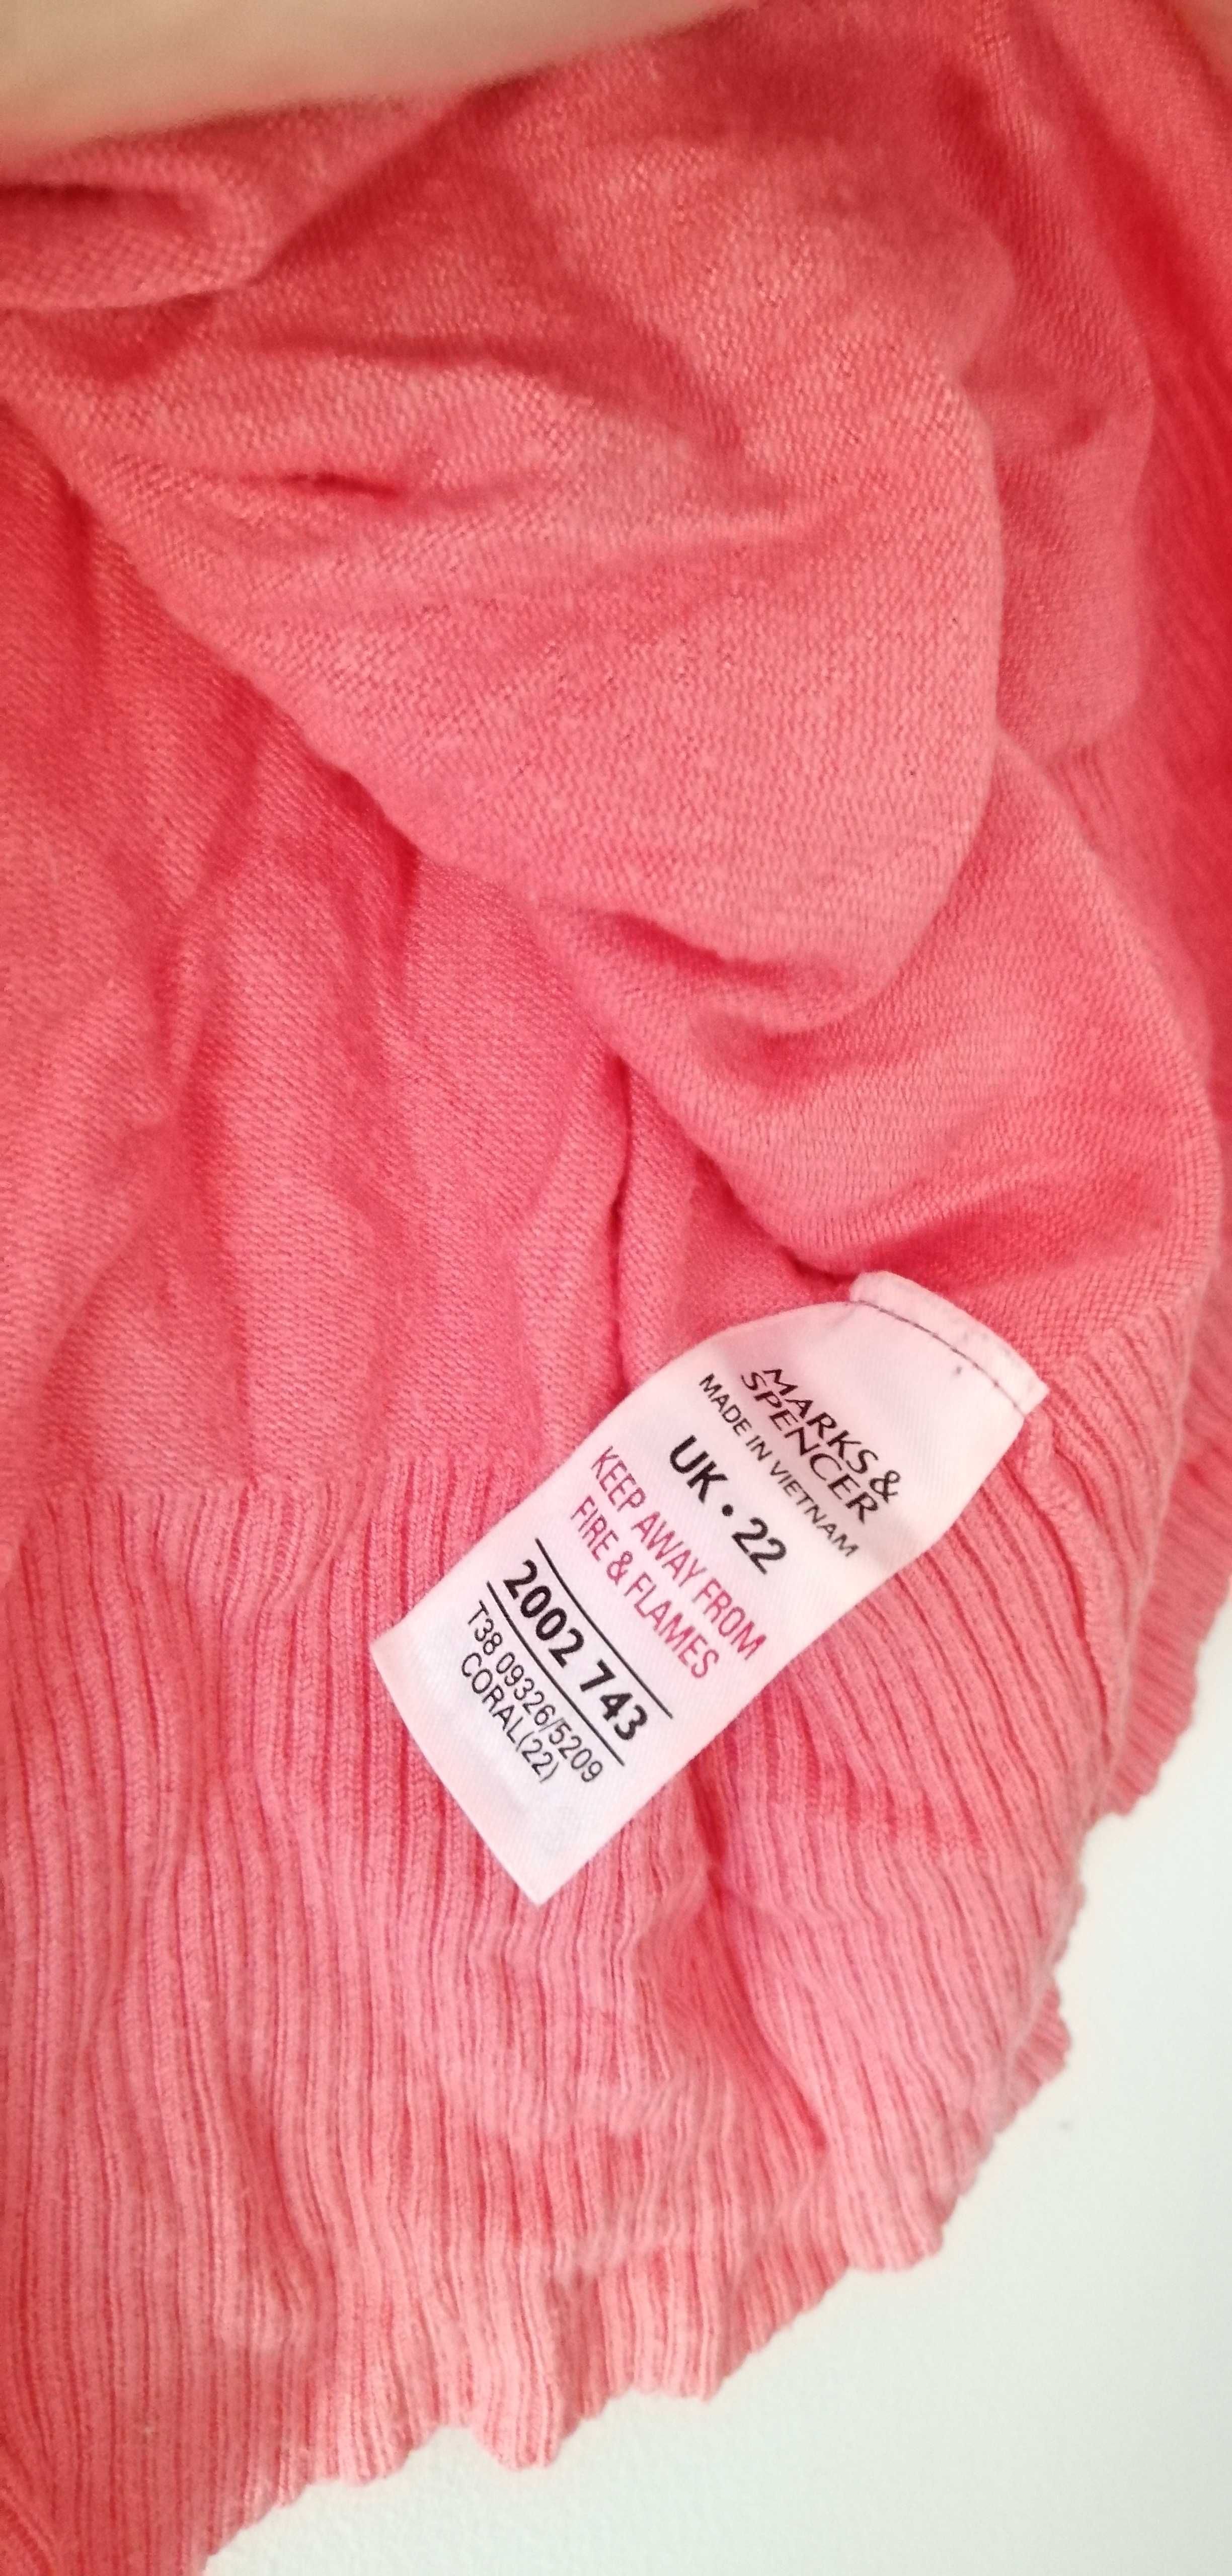 MARKS &
SPENCER
MADE IN VIETNAM
UK • 22
KEEP AWAY FROM
FIRE & FLAMES
2002 743
T38 09326/5209
CORAL(22)